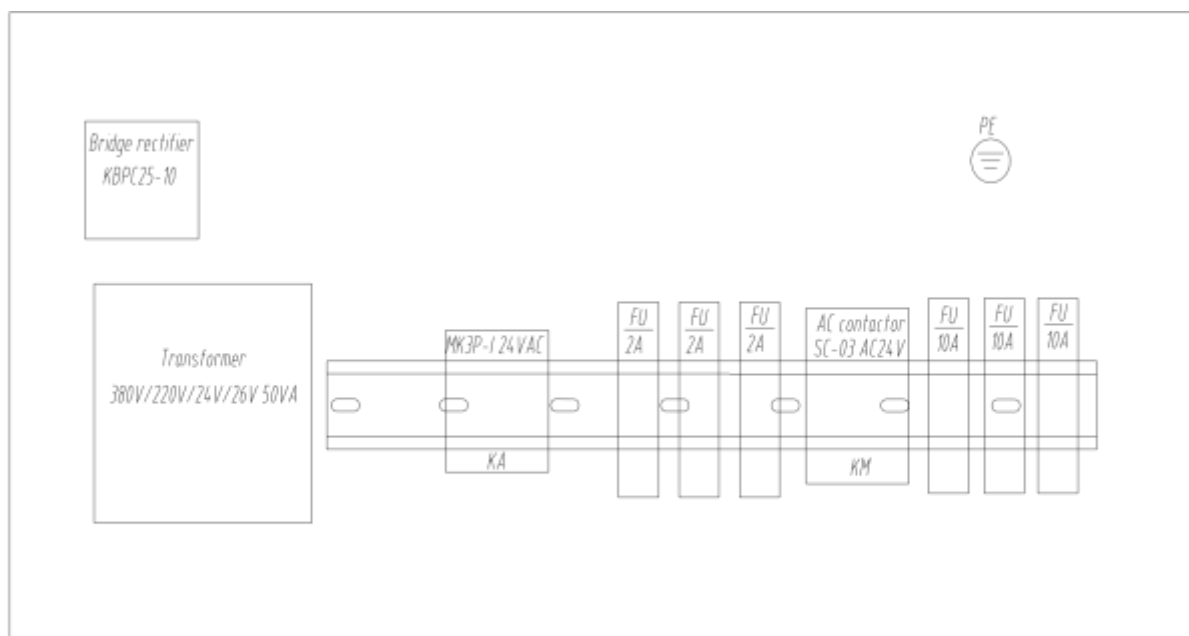 Bridge rectifier
KBPC25-10
PE
Transformer
380V/220V/24V/26V 50VA
MK3P-I 24VAC
KA
FU
2A
FU
2A
FU
2A
AC contactor
SC-03 AC24V
KM
FU
10A
FU
10A
FU
10A